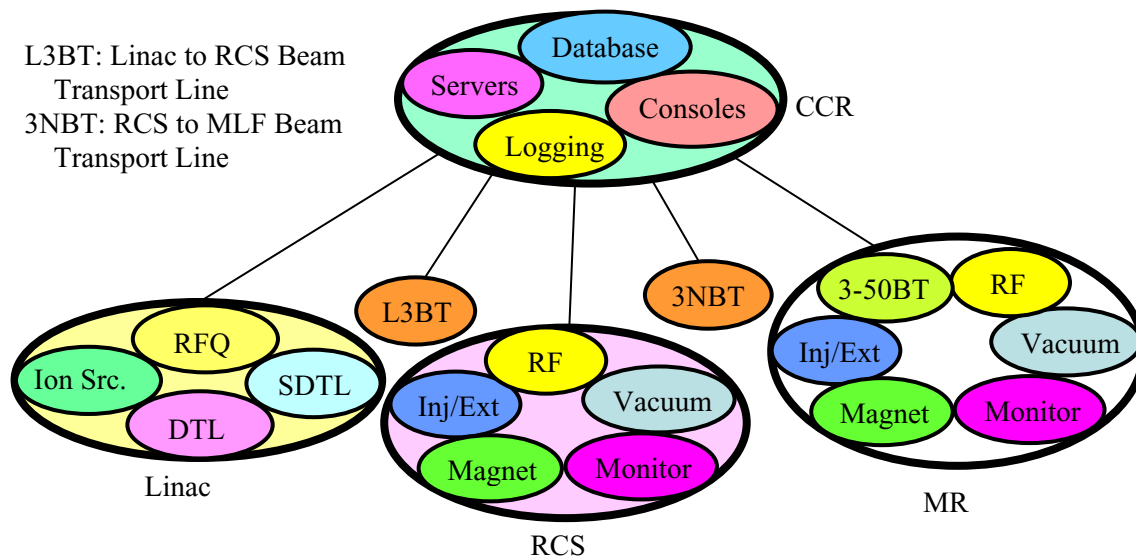 L3BT: Linac to RCS Beam
Transport Line
3NBT: RCS to MLF Beam
Transport Line
Database
Servers
Consoles
Logging
CCR
L3BT
3NBT
RFQ
Ion Src.
SDTL
DTL
Linac
RF
Inj/Ext
Vacuum
Magnet
Monitor
RCS
3-50BT
RF
Inj/Ext
Vacuum
Magnet
Monitor
MR